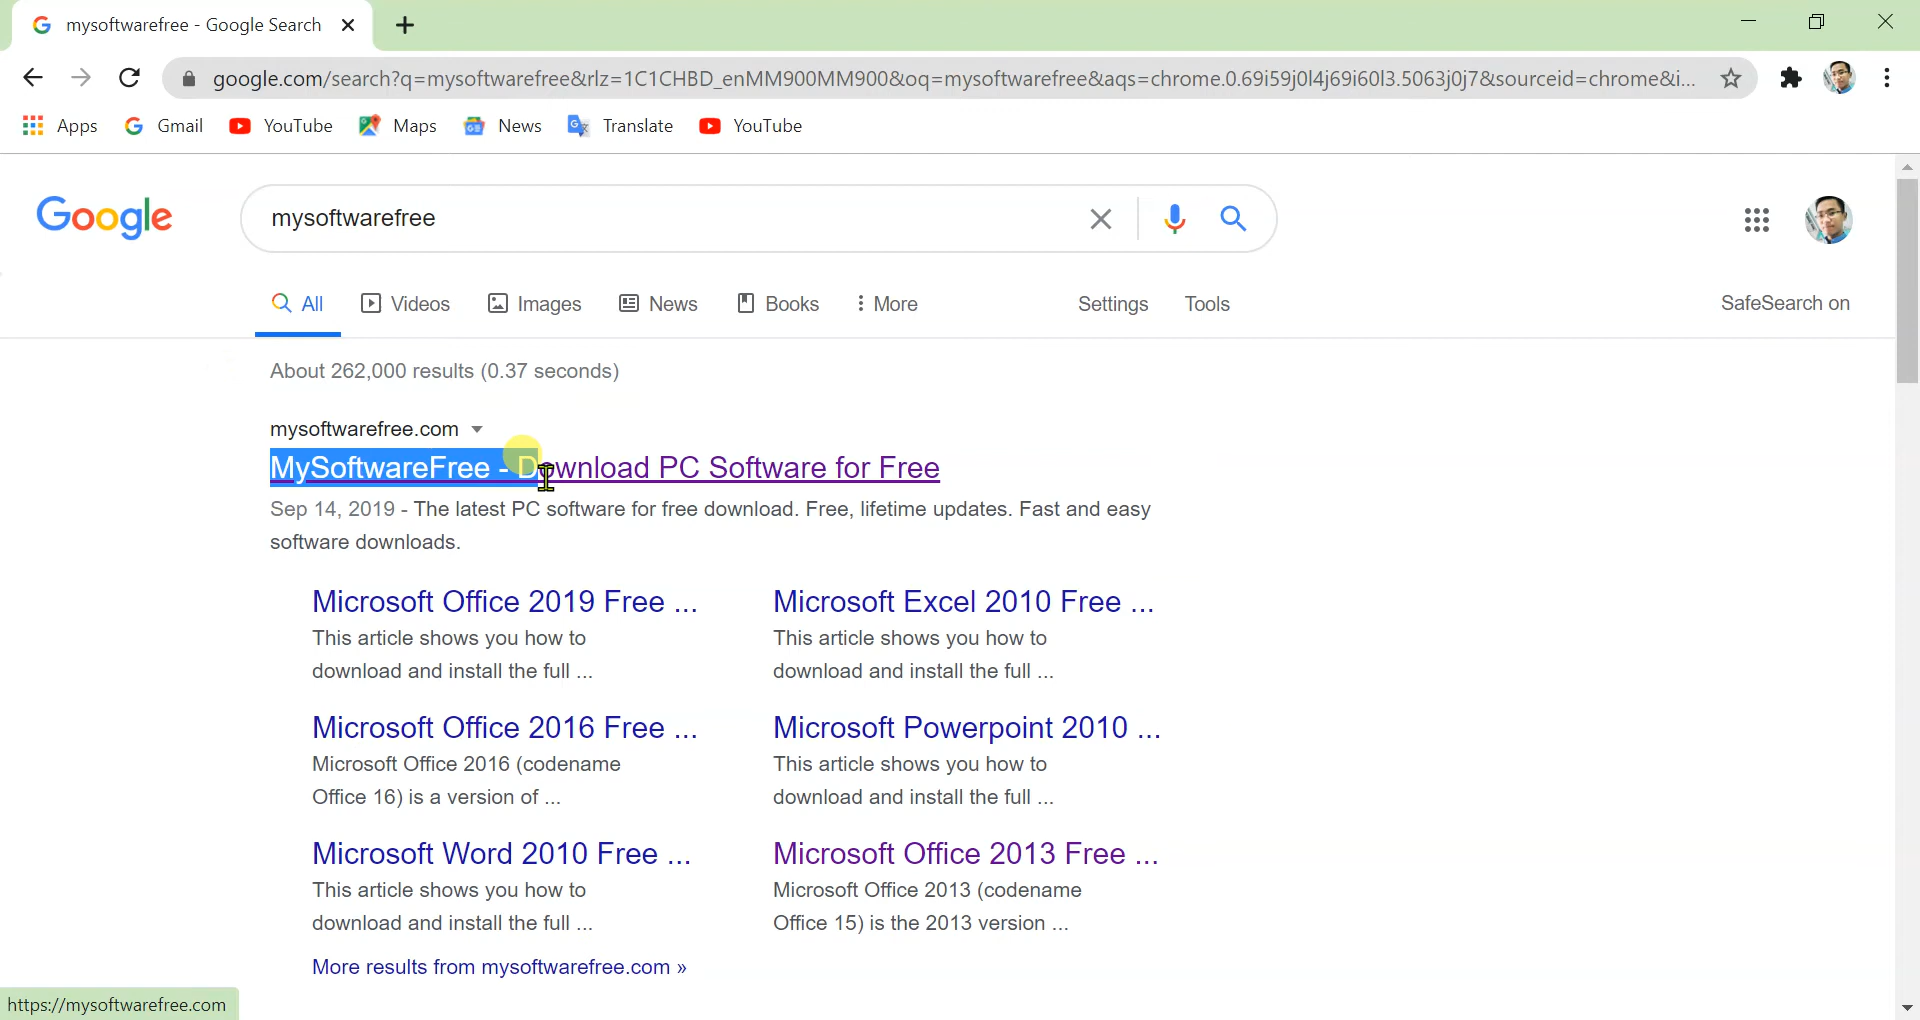 mysoftwarefree - Google Search
google.com/search?q=mysoftwarefree&rlz=1C1CHBD_enMM900MM900&oq=mysoftwarefree&aqs=chrome.0.69i59j0l4j69i60l3.5063j0j7&sourceid=chrome&i...
Apps Gmail YouTube Maps News Translate YouTube
Google mysoftwarefree
All Videos Images News Books More Settings Tools SafeSearch on
About 262,000 results (0.37 seconds)
mysoftwarefree.com
MySoftwareFree - Download PC Software for Free
Sep 14, 2019 - The latest PC software for free download. Free, lifetime updates. Fast and easy
software downloads.
Microsoft Office 2019 Free ...
This article shows you how to
download and install the full ...
Microsoft Excel 2010 Free ...
This article shows you how to
download and install the full ...
Microsoft Office 2016 Free ...
Microsoft Office 2016 (codename
Office 16) is a version of ...
Microsoft Powerpoint 2010 ...
This article shows you how to
download and install the full ...
Microsoft Word 2010 Free ...
This article shows you how to
download and install the full ...
Microsoft Office 2013 Free ...
Microsoft Office 2013 (codename
Office 15) is the 2013 version ...
More results from mysoftwarefree.com »
https://mysoftwarefree.com